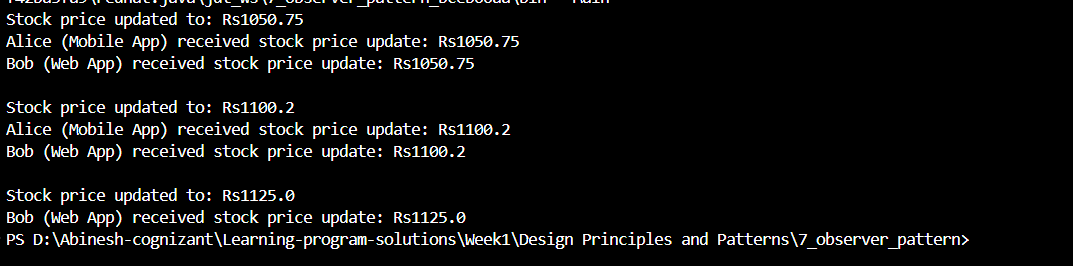 Stock price updated to: Rs1050.75
Alice (Mobile App) received stock price update: Rs1050.75
Bob (Web App) received stock price update: Rs1050.75
Stock price updated to: Rs1100.2
Alice (Mobile App) received stock price update: Rs1100.2
Bob (Web App) received stock price update: Rs1100.2
Stock price updated to: Rs1125.0
Bob (Web App) received stock price update: Rs1125.0
PS D:\Abinesh-cognizant\Learning-program-solutions\Week1\Design Principles and Patterns\7_observer_pattern>